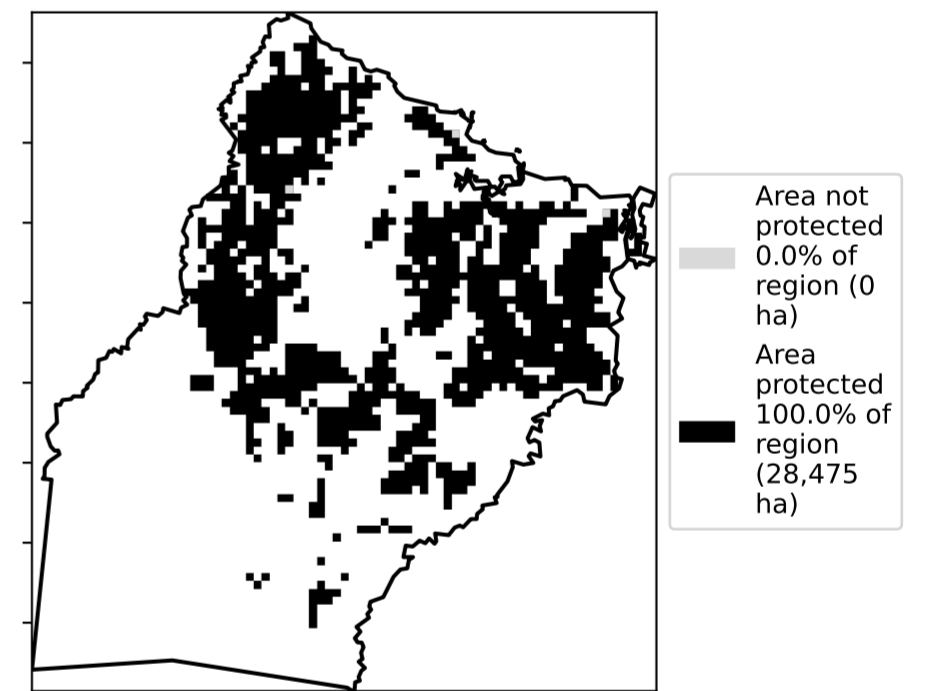 Area not
protected
0.0% of
region (0
ha)
Area
protected
100.0% of
region
(28,475
ha)